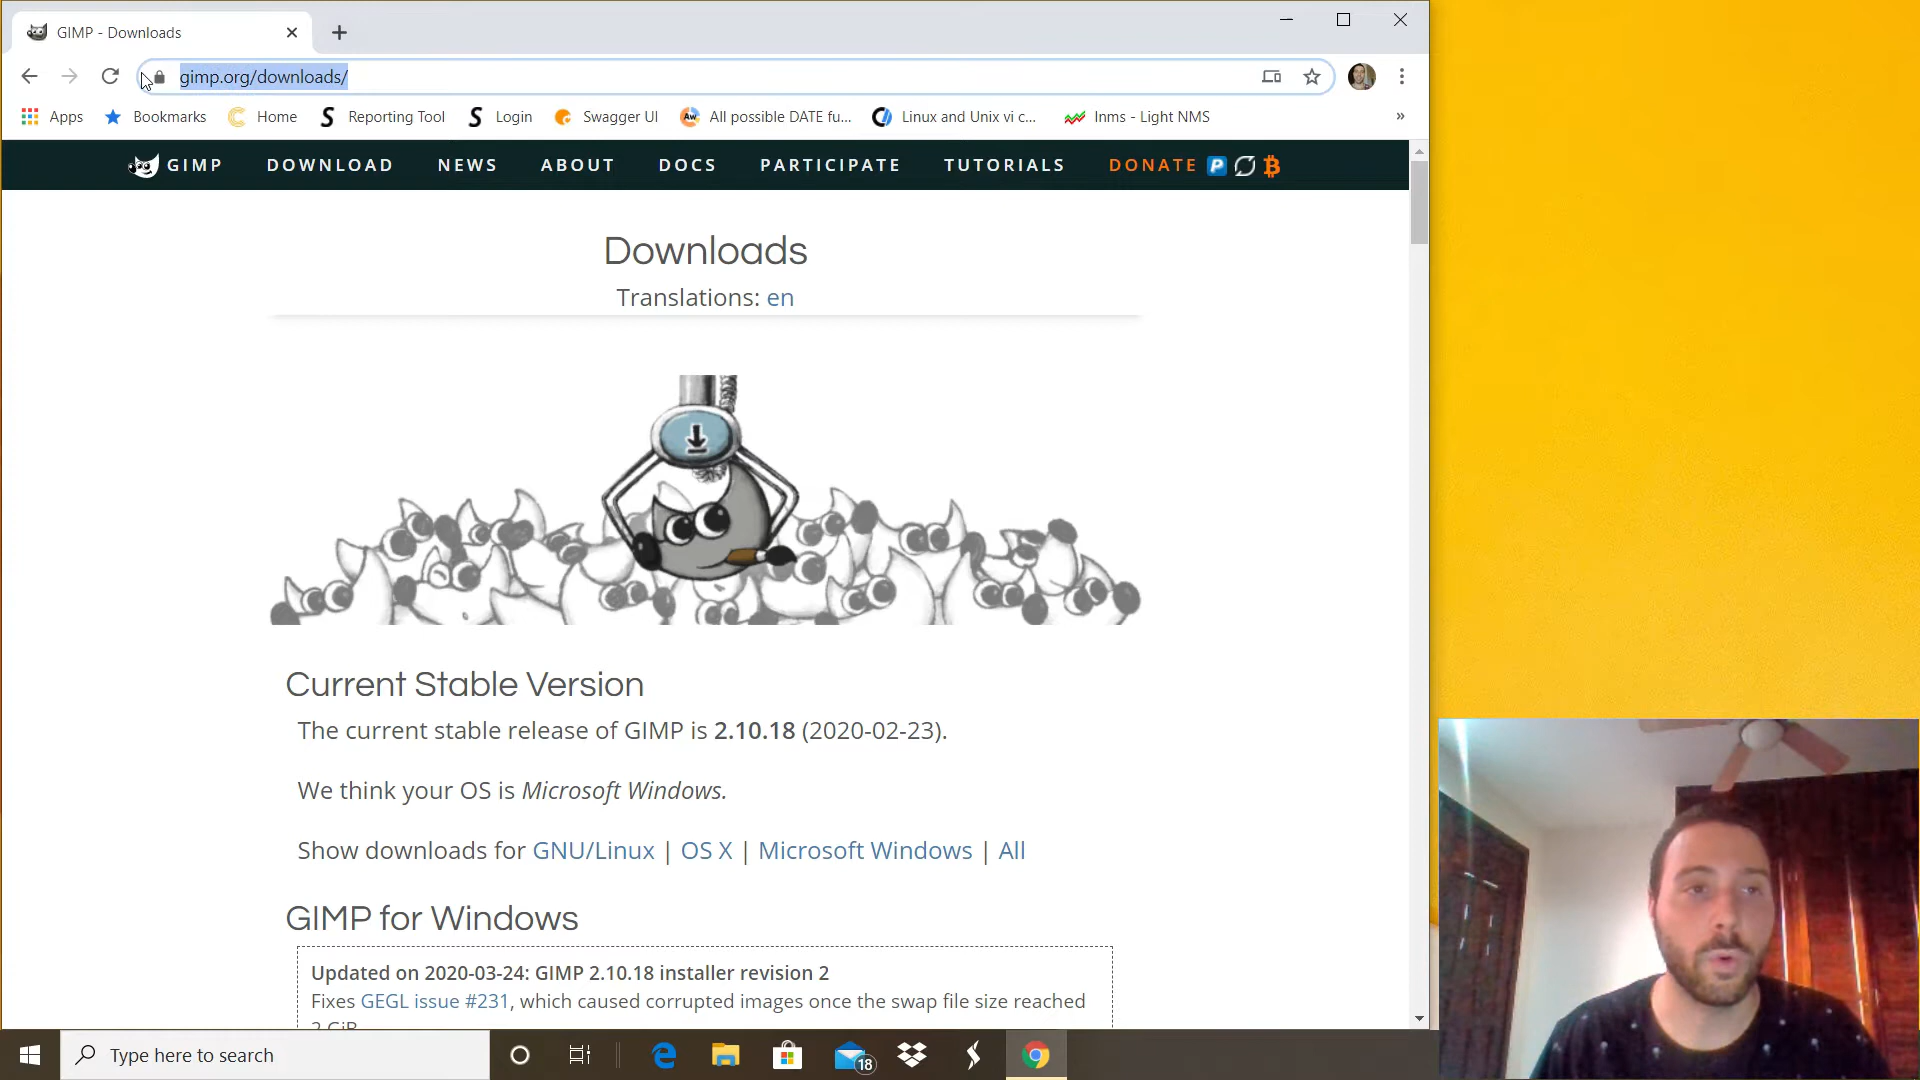 GIMP - Downloads
gimp.org/downloads/
Apps Bookmarks Home Reporting Tool Login Swagger UI All possible DATE fu... Linux and Unix vi c... Inms - Light NMS »
GIMP DOWNLOAD NEWS ABOUT DOCS PARTICIPATE TUTORIALS DONATE
Downloads
Translations: en
Current Stable Version
The current stable release of GIMP is 2.10.18 (2020-02-23).
We think your OS is Microsoft Windows.
Show downloads for GNU/Linux | OS X | Microsoft Windows | All
GIMP for Windows
Updated on 2020-03-24: GIMP 2.10.18 installer revision 2
Fixes GEGL issue #231, which caused corrupted images once the swap file size reached
2 GiB
Type here to search
18